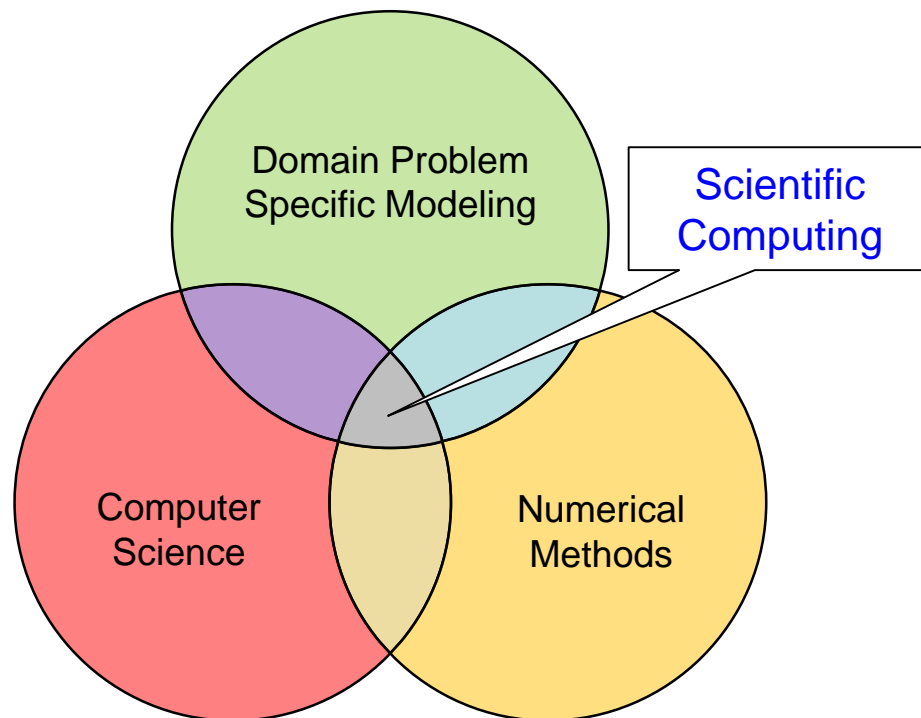 Domain Problem
Specific Modeling
Scientific
Computing
Computer
Science
Numerical
Methods